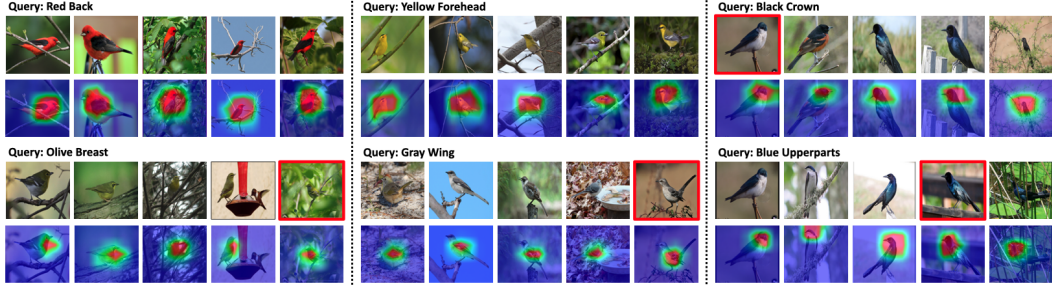 Query: Red Back
Query: Yellow Forehead
Query: Black Crown
Query: Olive Breast
Query: Gray Wing
Query: Blue Upperparts